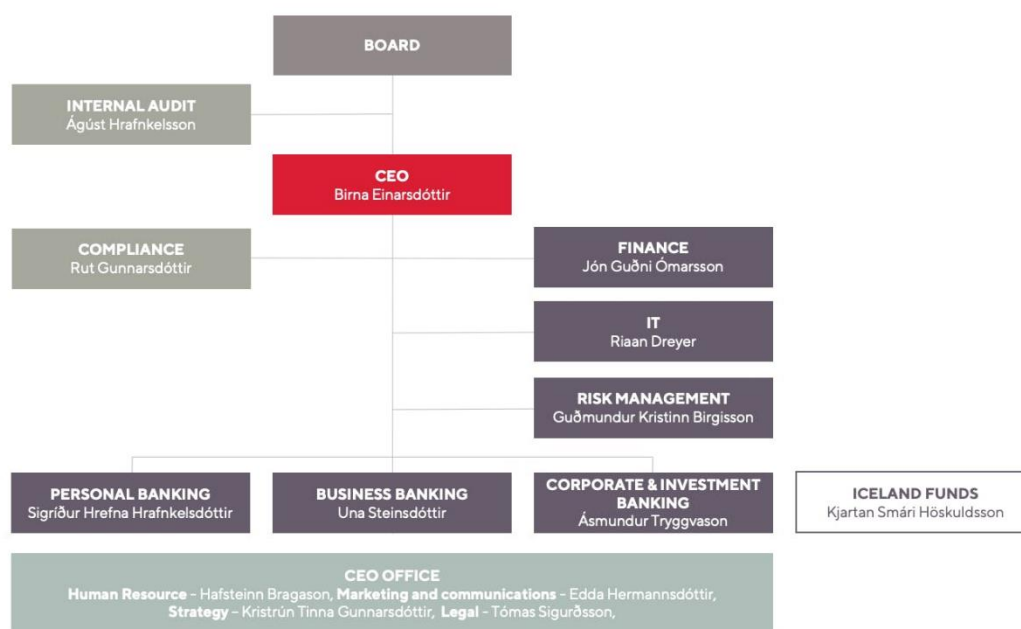 BOARD
INTERNAL AUDIT
Ágúst Hrafnkelsson
CEO
Birna Einarsdóttir
COMPLIANCE
Rut Gunnarsdóttir
FINANCE
Jón Guðni Ómarsson
IT
Riaan Dreyer
RISK MANAGEMENT
Guðmundur Kristinn Birgisson
PERSONAL BANKING
Sigríður Hrefna Hrafnkelsdóttir
BUSINESS BANKING
Una Steinsdóttir
CORPORATE & INVESTMENT
BANKING
Ásmundur Tryggvason
ICELAND FUNDS
Kjartan Smári Höskuldsson
CEO OFFICE
Human Resource - Hafsteinn Bragason, Marketing and communications - Edda Hermannsdóttir,
Strategy – Kristrún Tinna Gunnarsdóttir, Legal - Tómas Sigurðsson,